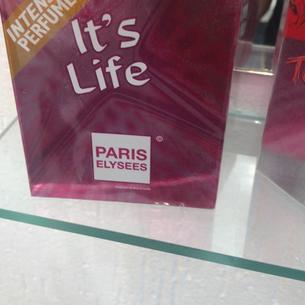 INTENSE
PERFUME
It's
Life
PARIS
ELYSEES
©